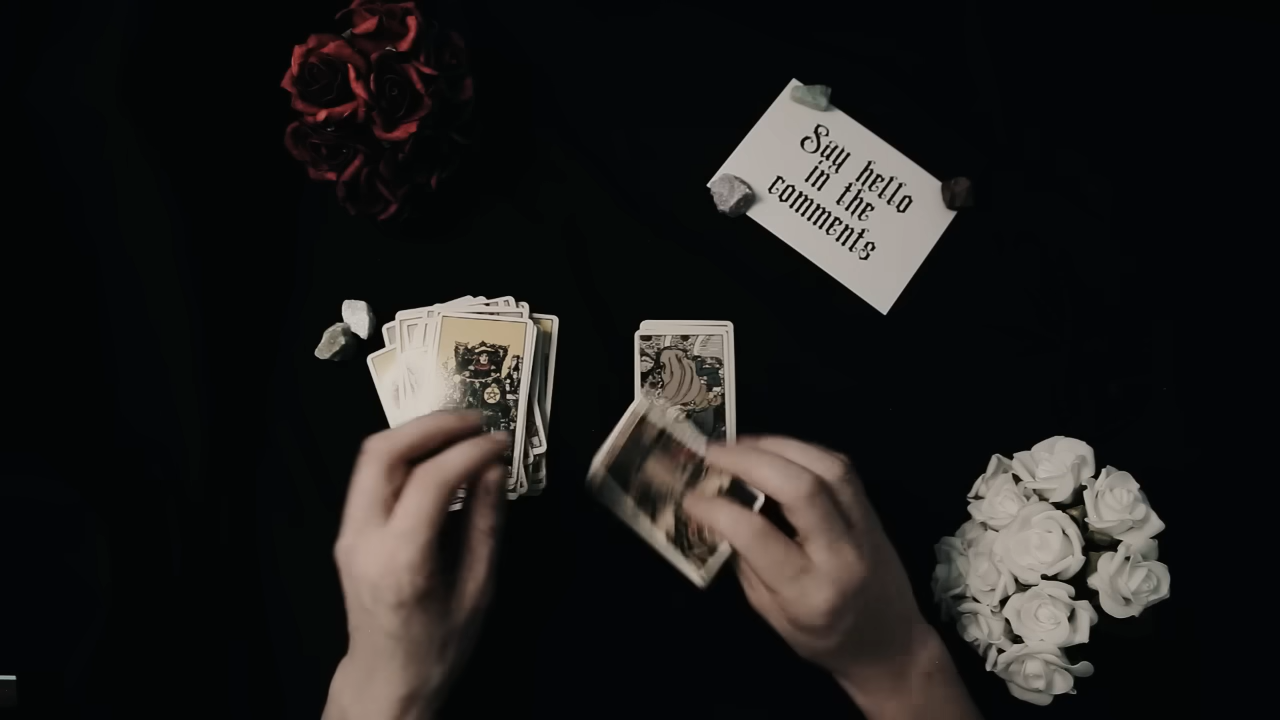 Say hello
in the
comments